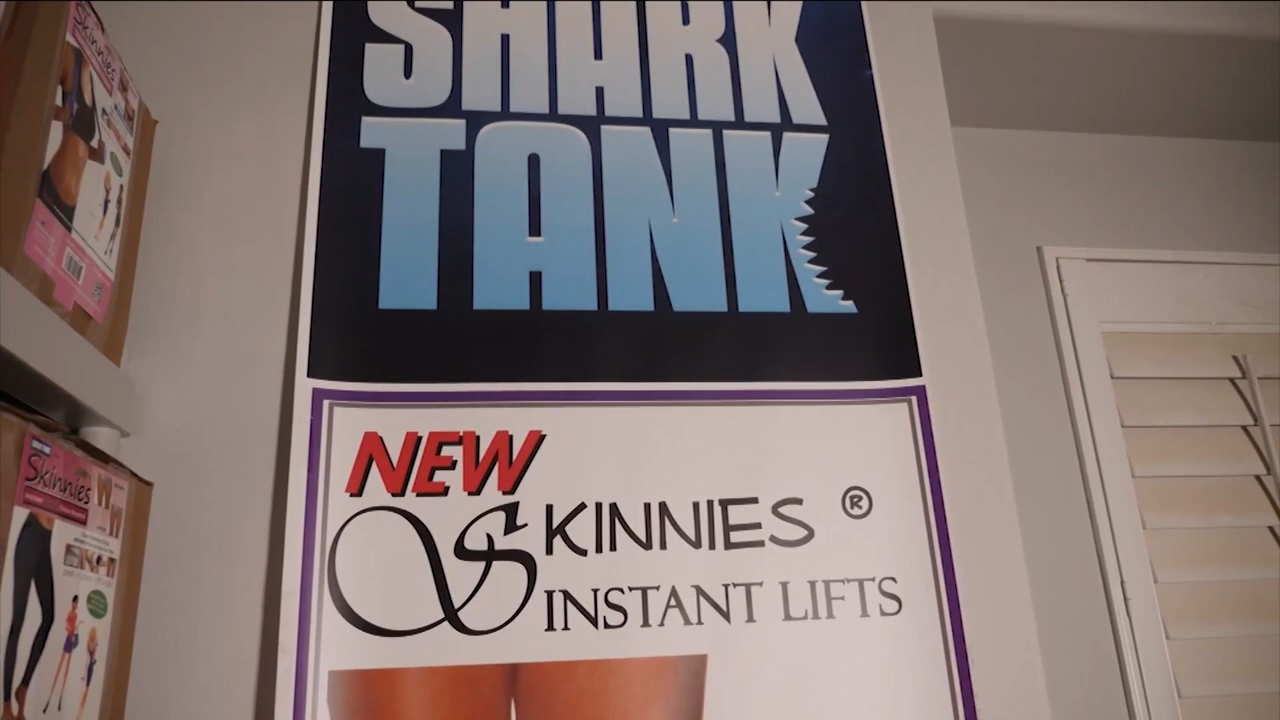 SHARK
TANK
NEW
SKINNIES ®
INSTANT LIFTS
Skinnies
Skinnies